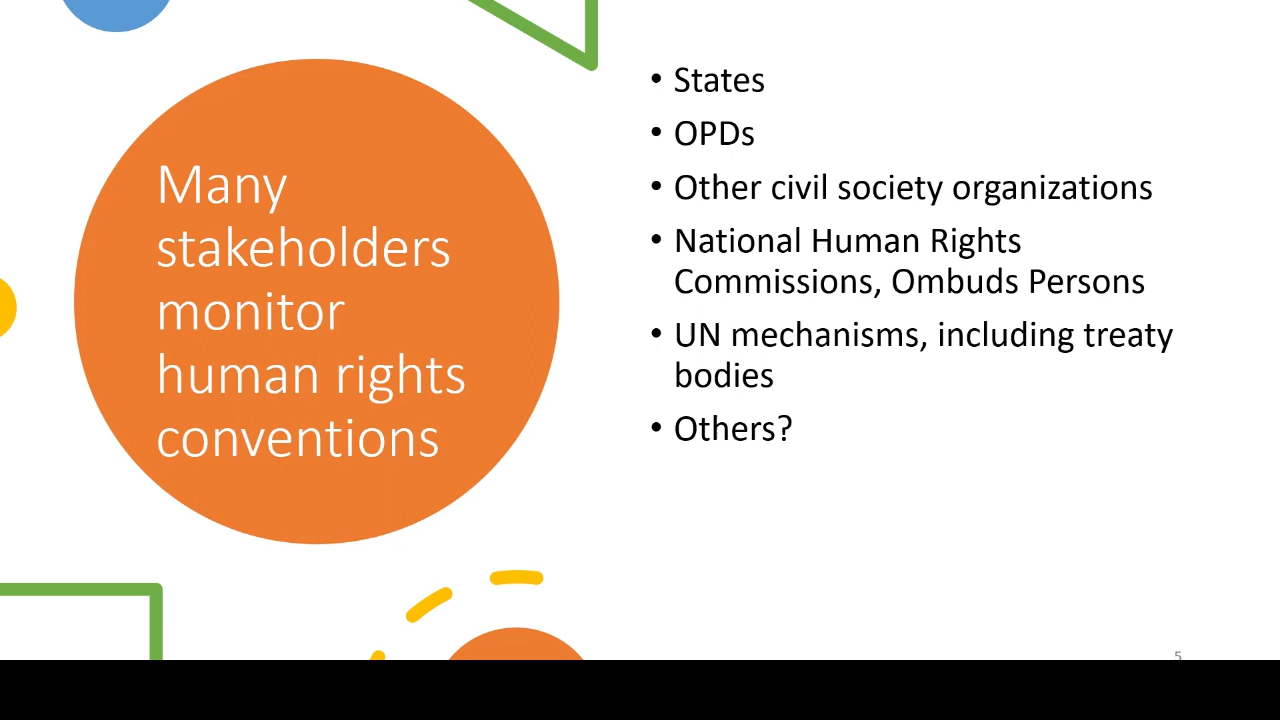 Many
stakeholders
monitor
human rights
conventions
• States
• OPDs
• Other civil society organizations
• National Human Rights
Commissions, Ombuds Persons
• UN mechanisms, including treaty
bodies
• Others?
5